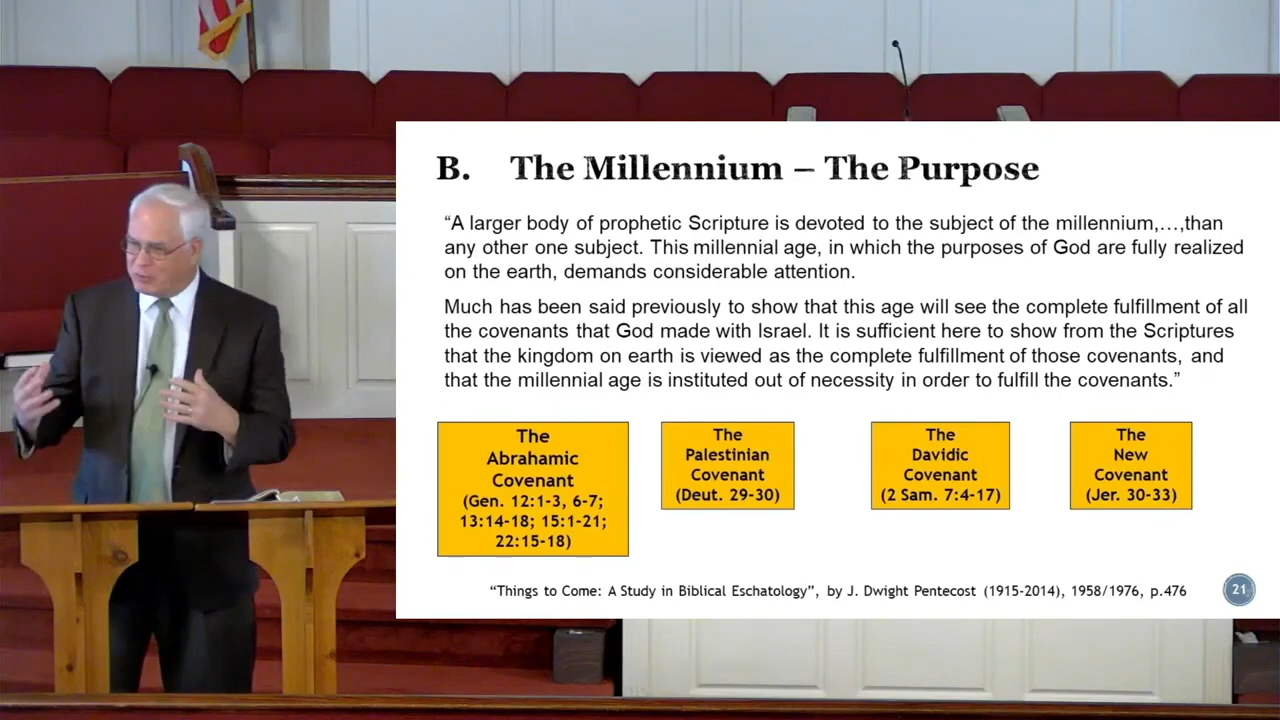 B. The Millennium – The Purpose
“A larger body of prophetic Scripture is devoted to the subject of the millennium,…,than
any other one subject. This millennial age, in which the purposes of God are fully realized
on the earth, demands considerable attention.
Much has been said previously to show that this age will see the complete fulfillment of all
the covenants that God made with Israel. It is sufficient here to show from the Scriptures
that the kingdom on earth is viewed as the complete fulfillment of those covenants, and
that the millennial age is instituted out of necessity in order to fulfill the covenants.”
The
Abrahamic
Covenant
(Gen. 12:1-3, 6-7;
13:14-18; 15:1-21;
22:15-18)
The
Palestinian
Covenant
(Deut. 29-30)
The
Davidic
Covenant
(2 Sam. 7:4-17)
The
New
Covenant
(Jer. 30-33)
“Things to Come: A Study in Biblical Eschatology”, by J. Dwight Pentecost (1915-2014), 1958/1976, p.476
21